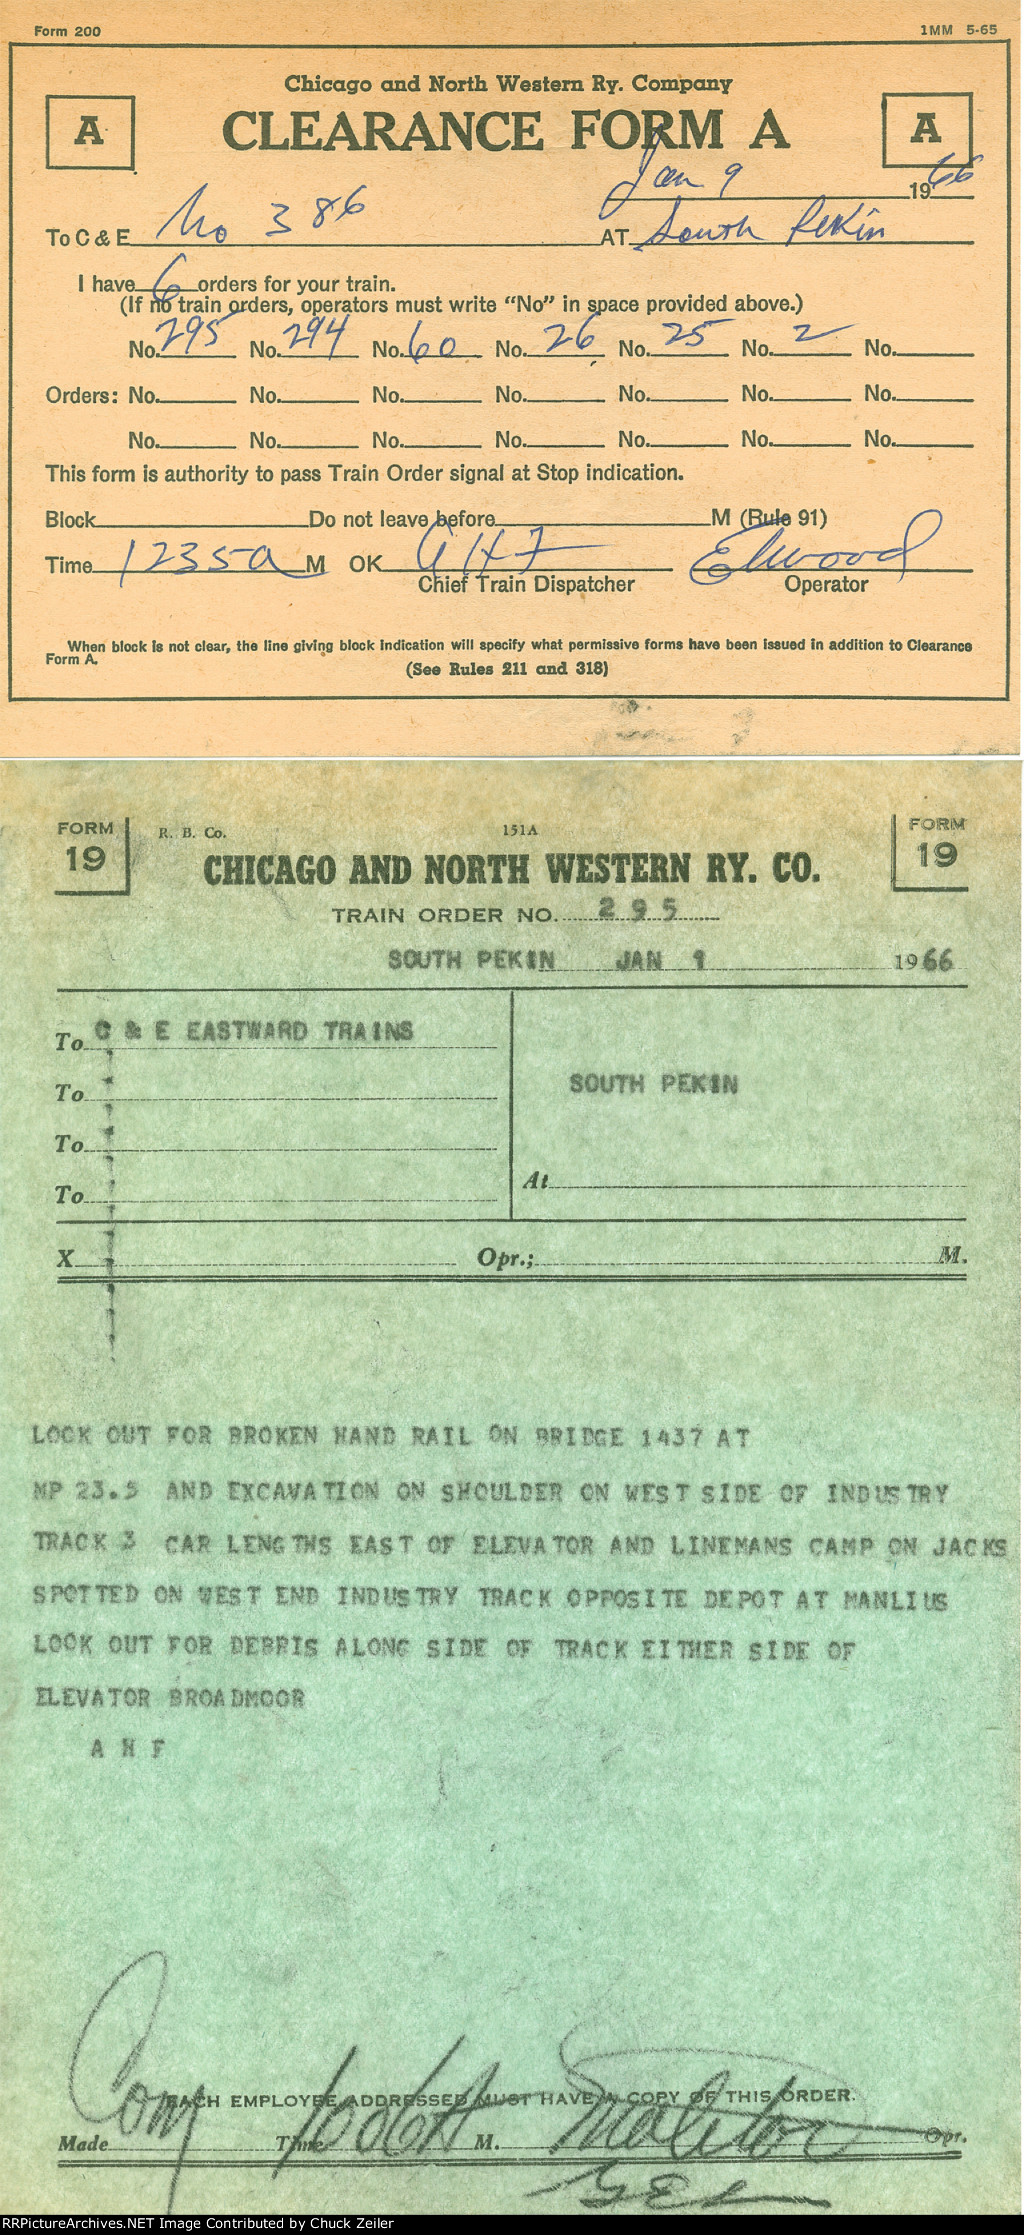 Form 200 1MM 5-65
Chicago and North Western Ry. Company
A CLEARANCE FORM A A
Jan 9 1966
To C & E No 386 AT South Pekin
I have 6 orders for your train.
(If no train orders, operators must write “No” in space provided above.)
No. 295 No. 294 No. 60 No. 26 No. 25 No. 2 No.
Orders: No. No. No. No. No. No. No.
No. No. No. No. No. No. No.
This form is authority to pass Train Order signal at Stop indication.
Block Do not leave before M (Rule 91)
Time 1235a M OK AHF Elwood
Chief Train Dispatcher Operator
When block is not clear, the line giving block indication will specify what permissive forms have been issued in addition to Clearance
Form A.
(See Rules 211 and 318)
FORM 19 R. B. Co. 151A FORM 19
CHICAGO AND NORTH WESTERN RY. CO.
TRAIN ORDER NO. 295
SOUTH PEKIN JAN 9 1966
To C & E EASTWARD TRAINS
To SOUTH PEKIN
To
To At
X Opr.; M.
LOOK OUT FOR BROKEN HAND RAIL ON BRIDGE 1437 AT
MP 23.5 AND EXCAVATION ON SHOULDER ON WEST SIDE OF INDUSTRY
TRACK 3 CAR LENGTHS EAST OF ELEVATOR AND LINEMANS CAMP ON JACKS
SPOTTED ON WEST END INDUSTRY TRACK OPPOSITE DEPOT AT MANLIUS
LOOK OUT FOR DEBRIS ALONG SIDE OF TRACK EITHER SIDE OF
ELEVATOR BROADMOOR
A H F
EACH EMPLOYEE ADDRESSED MUST HAVE A COPY OF THIS ORDER.
Made Com Time 1006A M. Opr.
RRPictureArchives.NET Image Contributed by Chuck Zeiler